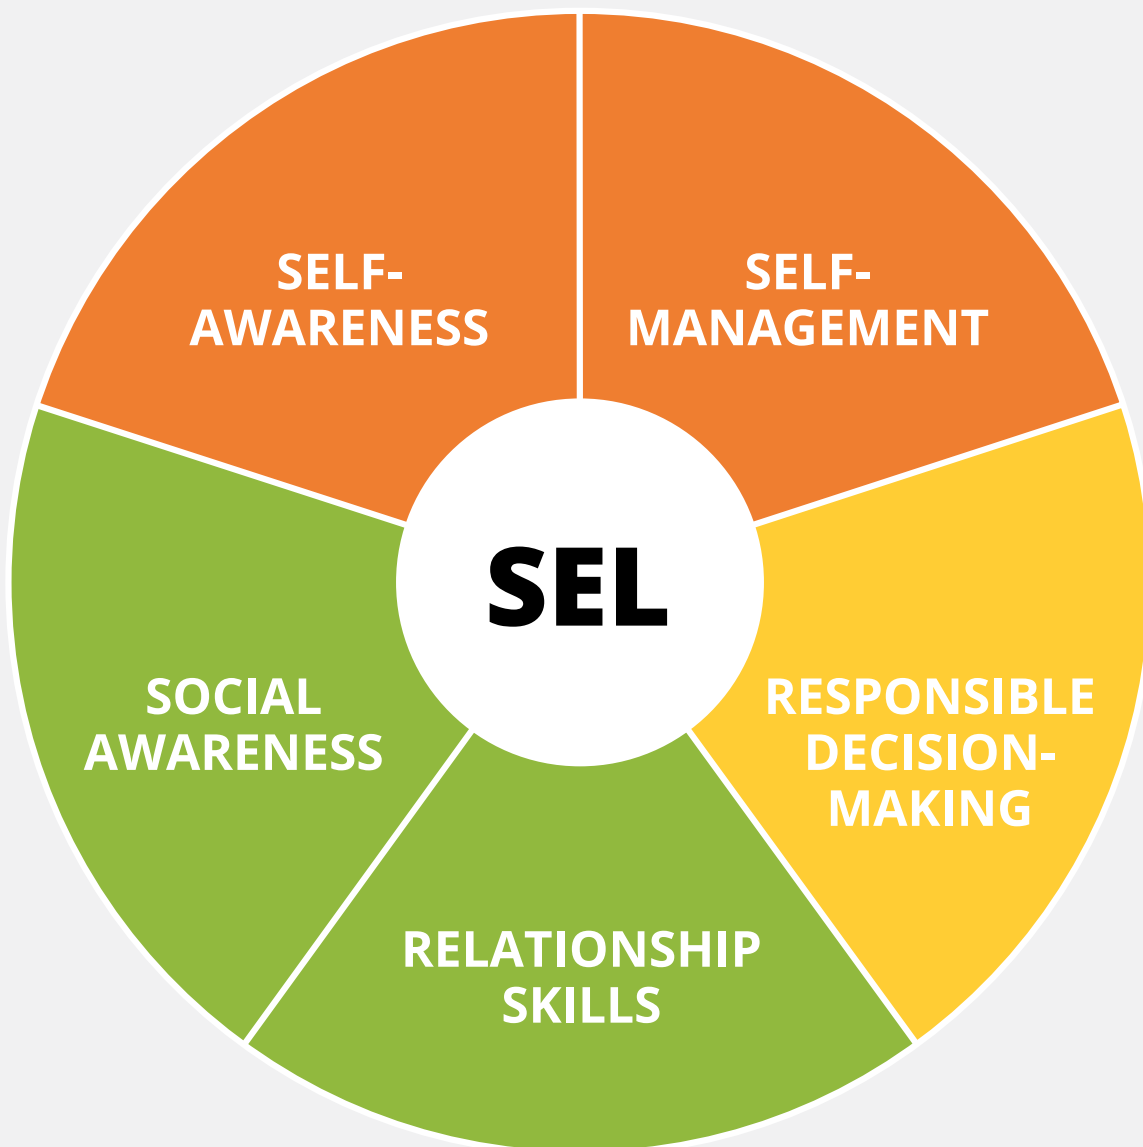 SELF-
AWARENESS
SELF-
MANAGEMENT
SEL
SOCIAL
AWARENESS
RESPONSIBLE
DECISION-
MAKING
RELATIONSHIP
SKILLS